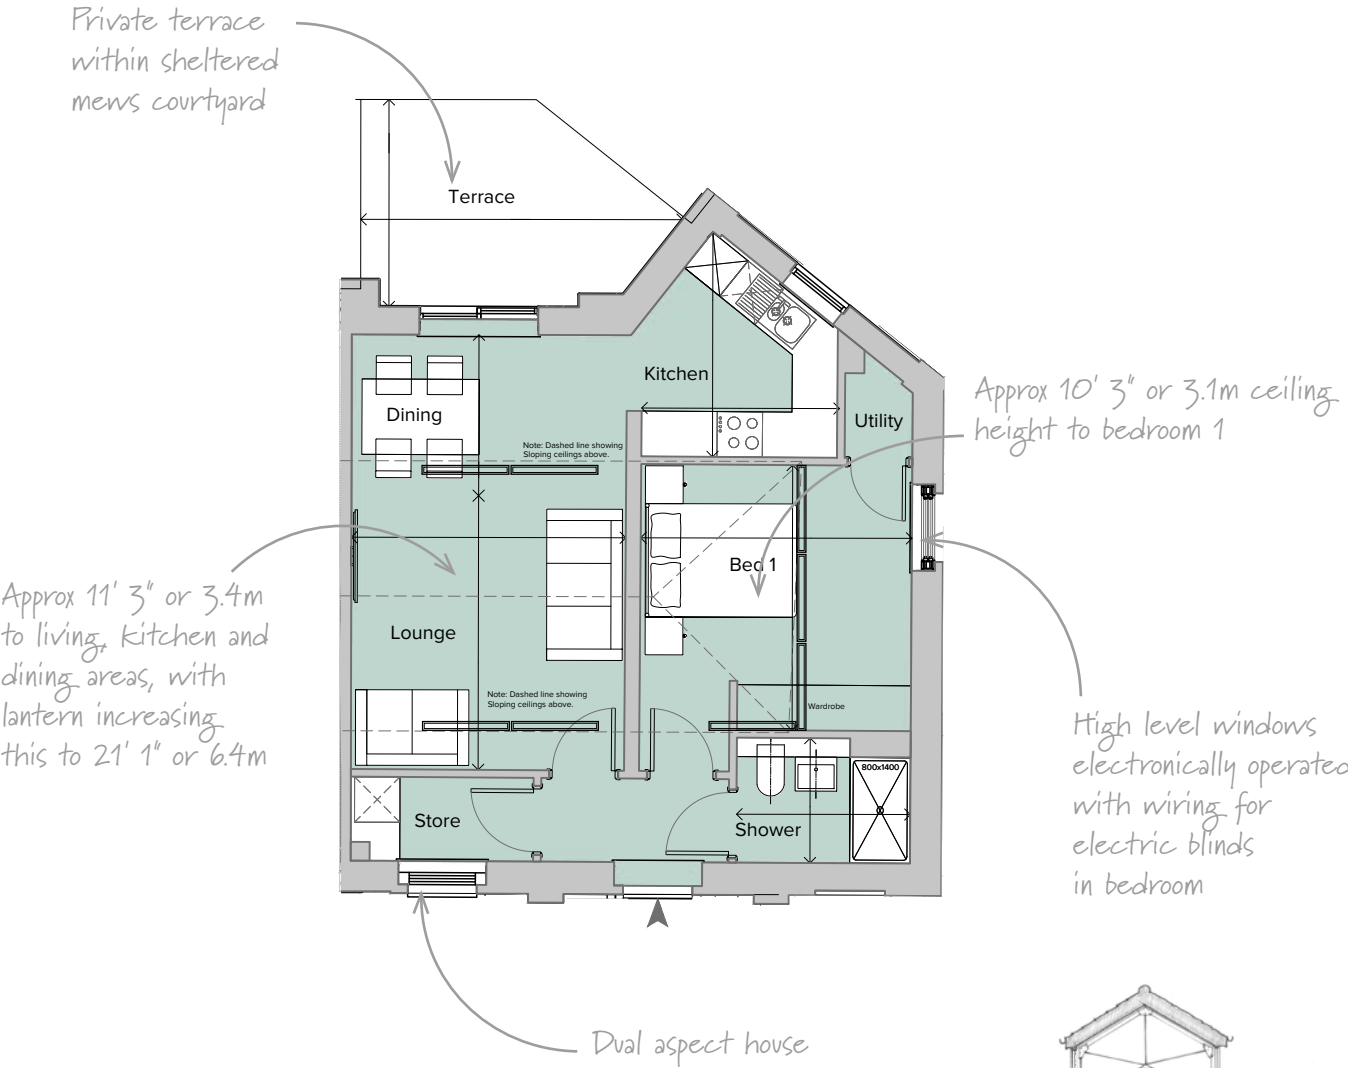 Private terrace
within sheltered
mews courtyard
Terrace
Kitchen
Dining
Utility
Approx 10' 3" or 3.1m ceiling
height to bedroom 1
Note: Dashed line showing
Sloping ceilings above.
Bed 1
Approx 11' 3" or 3.4m
to living, kitchen and
dining areas, with
lantern increasing
this to 21' 1" or 6.4m
Lounge
Note: Dashed line showing
Sloping ceilings above.
Wardrobe
High level windows
electronically operated
with wiring for
electric blinds
in bedroom
800x1400
Store
Shower
Dual aspect house